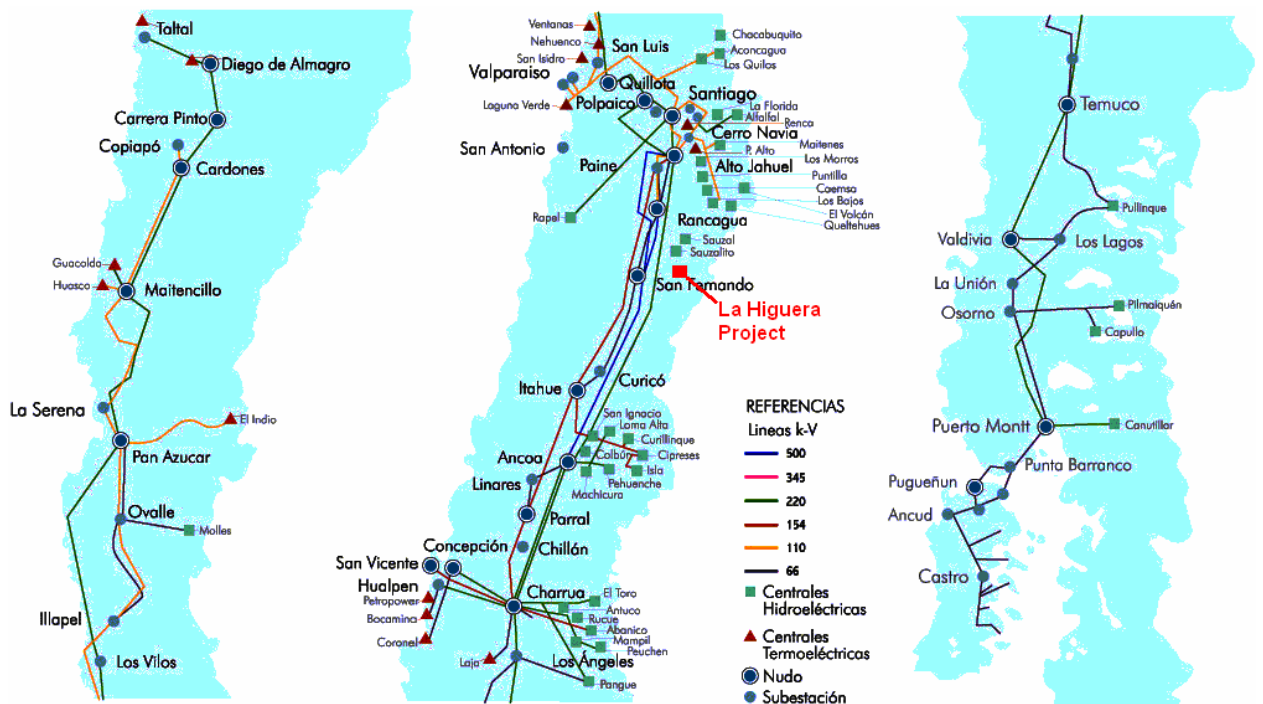 Taltal
Diego de Almagro
Carrera Pinto
Copiapó
Cardones
Guacolda
Huasco
Maitencillo
La Serena
El Indio
Pan Azucar
Ovalle
Molles
Illapel
Los Vilos
Ventanas
Nehuenco
San Isidro
San Luis
Valparaiso
Quillota
Laguna Verde
Polpaico
Santiago
Chacabuquito
Aconcagua
Los Quilos
La Florida
Alfalfal
Renca
Cerro Navia
Maitenes
San Antonio
P. Alto
Los Morros
Paine
Alto Jahuel
Puntilla
Caemsa
Los Bajos
El Volcán
Queltehues
Rapel
Rancagua
Sauzal
Sauzalito
San Fernando
La Higuera
Project
Itahue
Curicó
San Ignacio
Loma Alta
Curillinque
Colbún
Cipreses
Ancoa
Isla
Pehuenche
Linares
Machicura
Parral
Concepción
Chillán
San Vicente
Hualpen
Petropower
Bocamina
Coronel
Charrua
El Toro
Antuco
Rucue
Abanico
Mampil
Peuchen
Laja
Los Angeles
Pangue
REFERENCIAS
Lineas k-V
500
345
220
154
110
66
Centrales
Hidroeléctricas
Centrales
Termoeléctricas
Nudo
Subestación
Temuco
Pullinque
Valdivia
Los Lagos
La Unión
Osorno
Pilmaiquén
Capullo
Puerto Montt
Canutillar
Punta Barranco
Pugueñun
Ancud
Castro